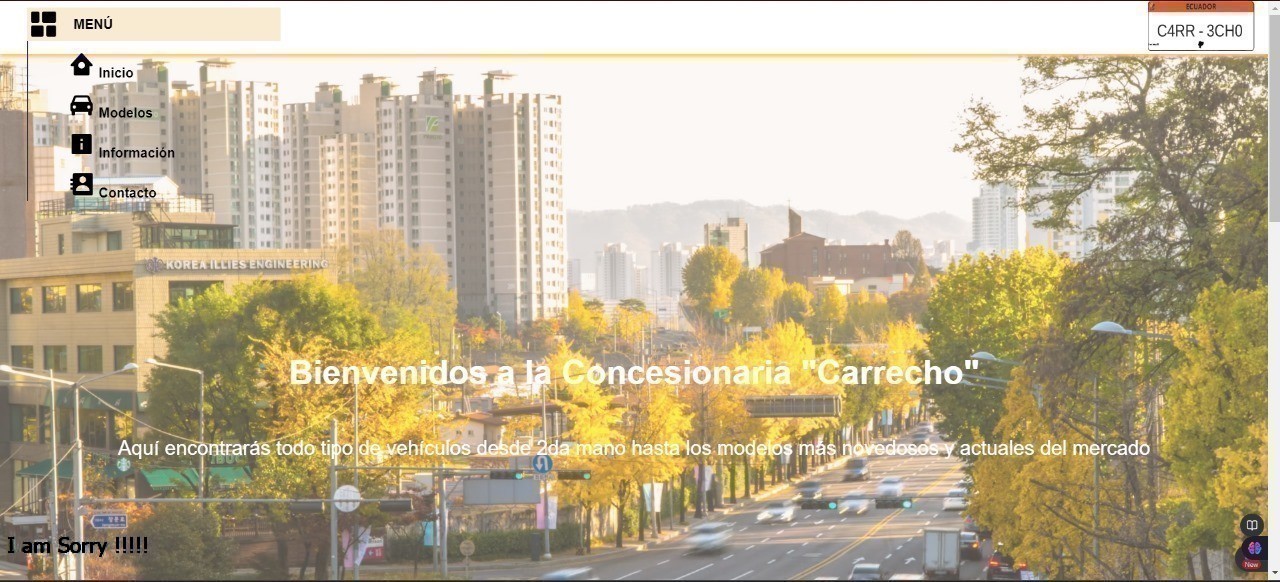 MENÚ
ECUADOR
C4RR - 3CH0
Inicio
Modelos
Información
Contacto
KOREA ILLIES ENGINEERING
Bienvenidos a la Concesionaria "Carrecho"
Aquí encontrarás todo tipo de vehículos desde 2da mano hasta los modelos más novedosos y actuales del mercado
I am Sorry !!!!!
New